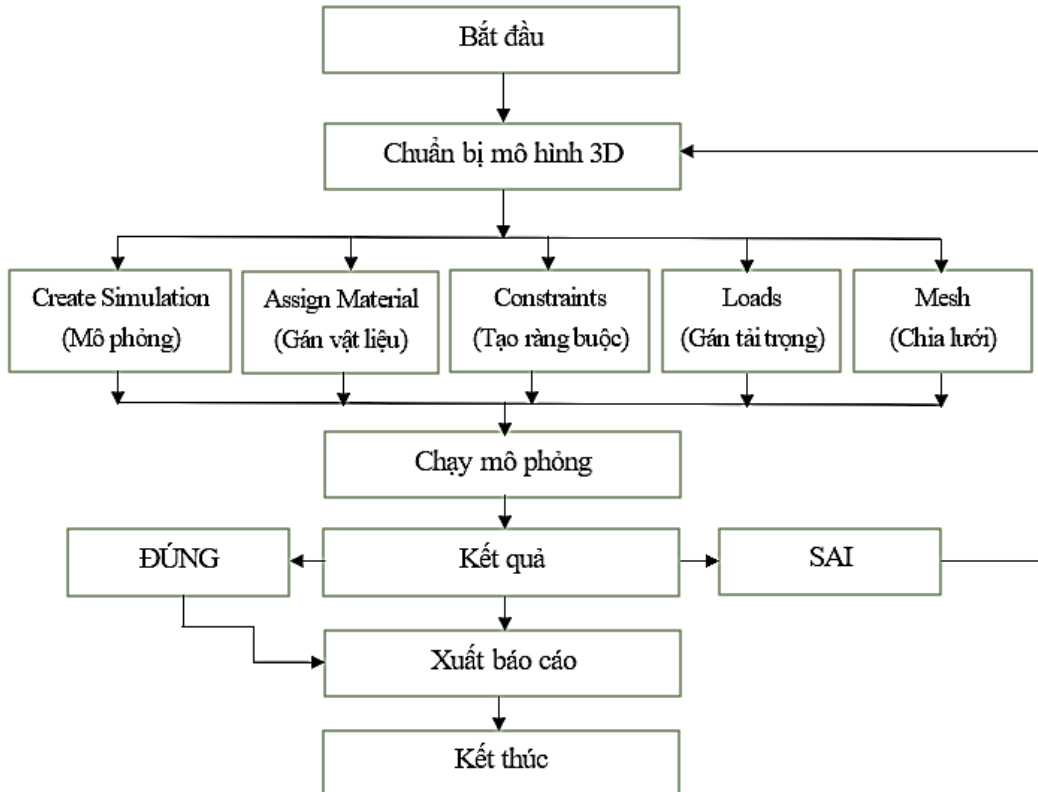 Bắt đầu
Chuẩn bị mô hình 3D
Create Simulation
(Mô phỏng)
Assign Material
(Gán vật liệu)
Constraints
(Tạo ràng buộc)
Loads
(Gán tải trọng)
Mesh
(Chia lưới)
Chạy mô phỏng
ĐÚNG
Kết quả
SAI
Xuất báo cáo
Kết thúc